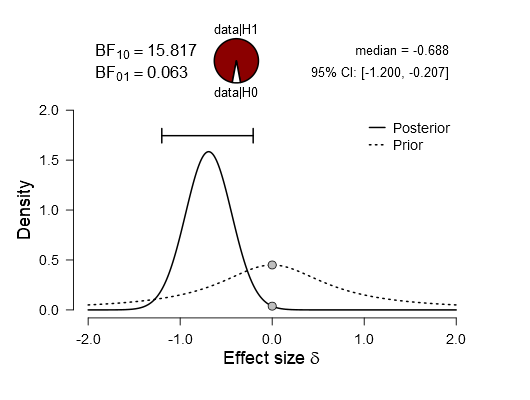 data|H1
BF₁₀ = 15.817
median = -0.688
BF₀₁ = 0.063
95% CI: [-1.200, -0.207]
data|H0
Posterior
Prior
Density
2.0
1.5
1.0
0.5
0.0
-2.0 -1.0 0.0 1.0 2.0
Effect size δ